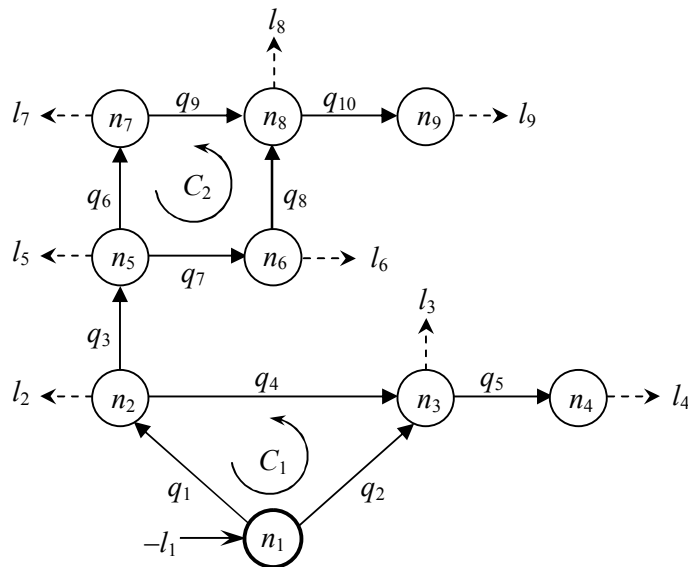 l8
l7 n7 q9 n8 q10 n9 l9
q6 C2 q8
l5 n5 q7 n6 l6
l3
q3
l2 n2 q4 n3 q5 n4 l4
q1 C1 q2
–l1 n1